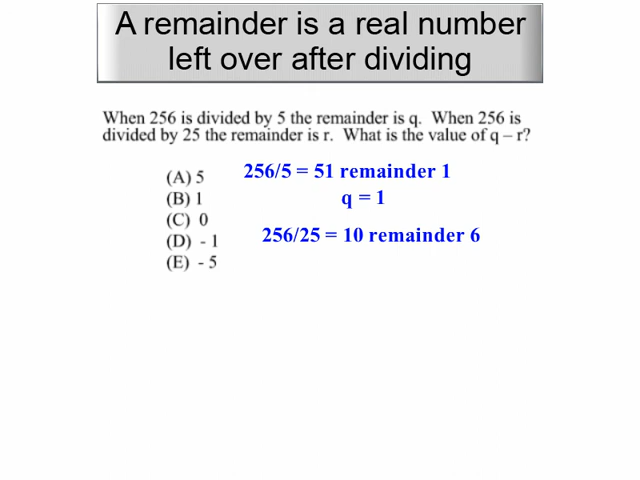 A remainder is a real number
left over after dividing
When 256 is divided by 5 the remainder is q.  When 256 is
divided by 25 the remainder is r.  What is the value of q – r?
(A) 5
256/5 = 51 remainder 1
(B) 1
q = 1
(C)  0
(D)  - 1
256/25 = 10 remainder 6
(E)  - 5